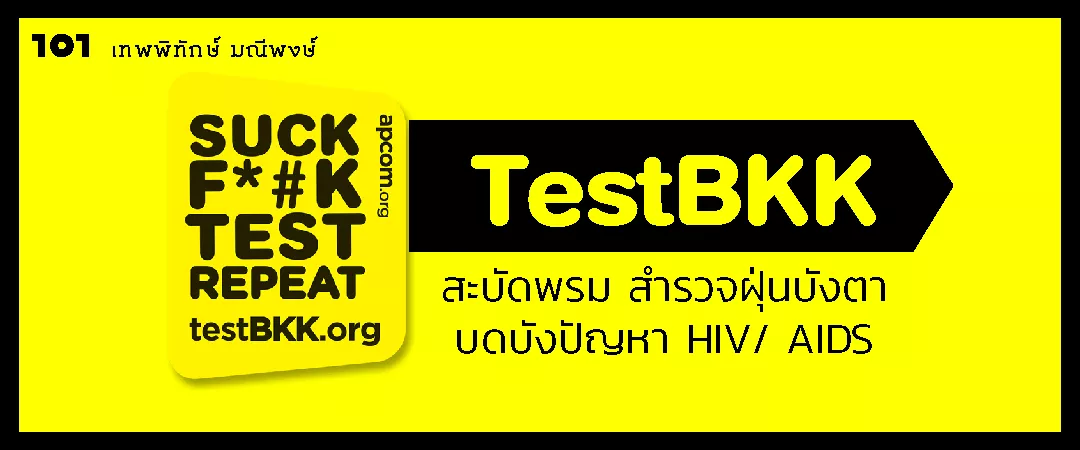 101 เทพพิทักษ์ มณีพงษ์
SUCK
F*#K
TEST
REPEAT
testBKK.org
apcom.org
TestBKK
สะบัดพรม สำรวจฝุ่นบังตา
บดบังปัญหา HIV/ AIDS